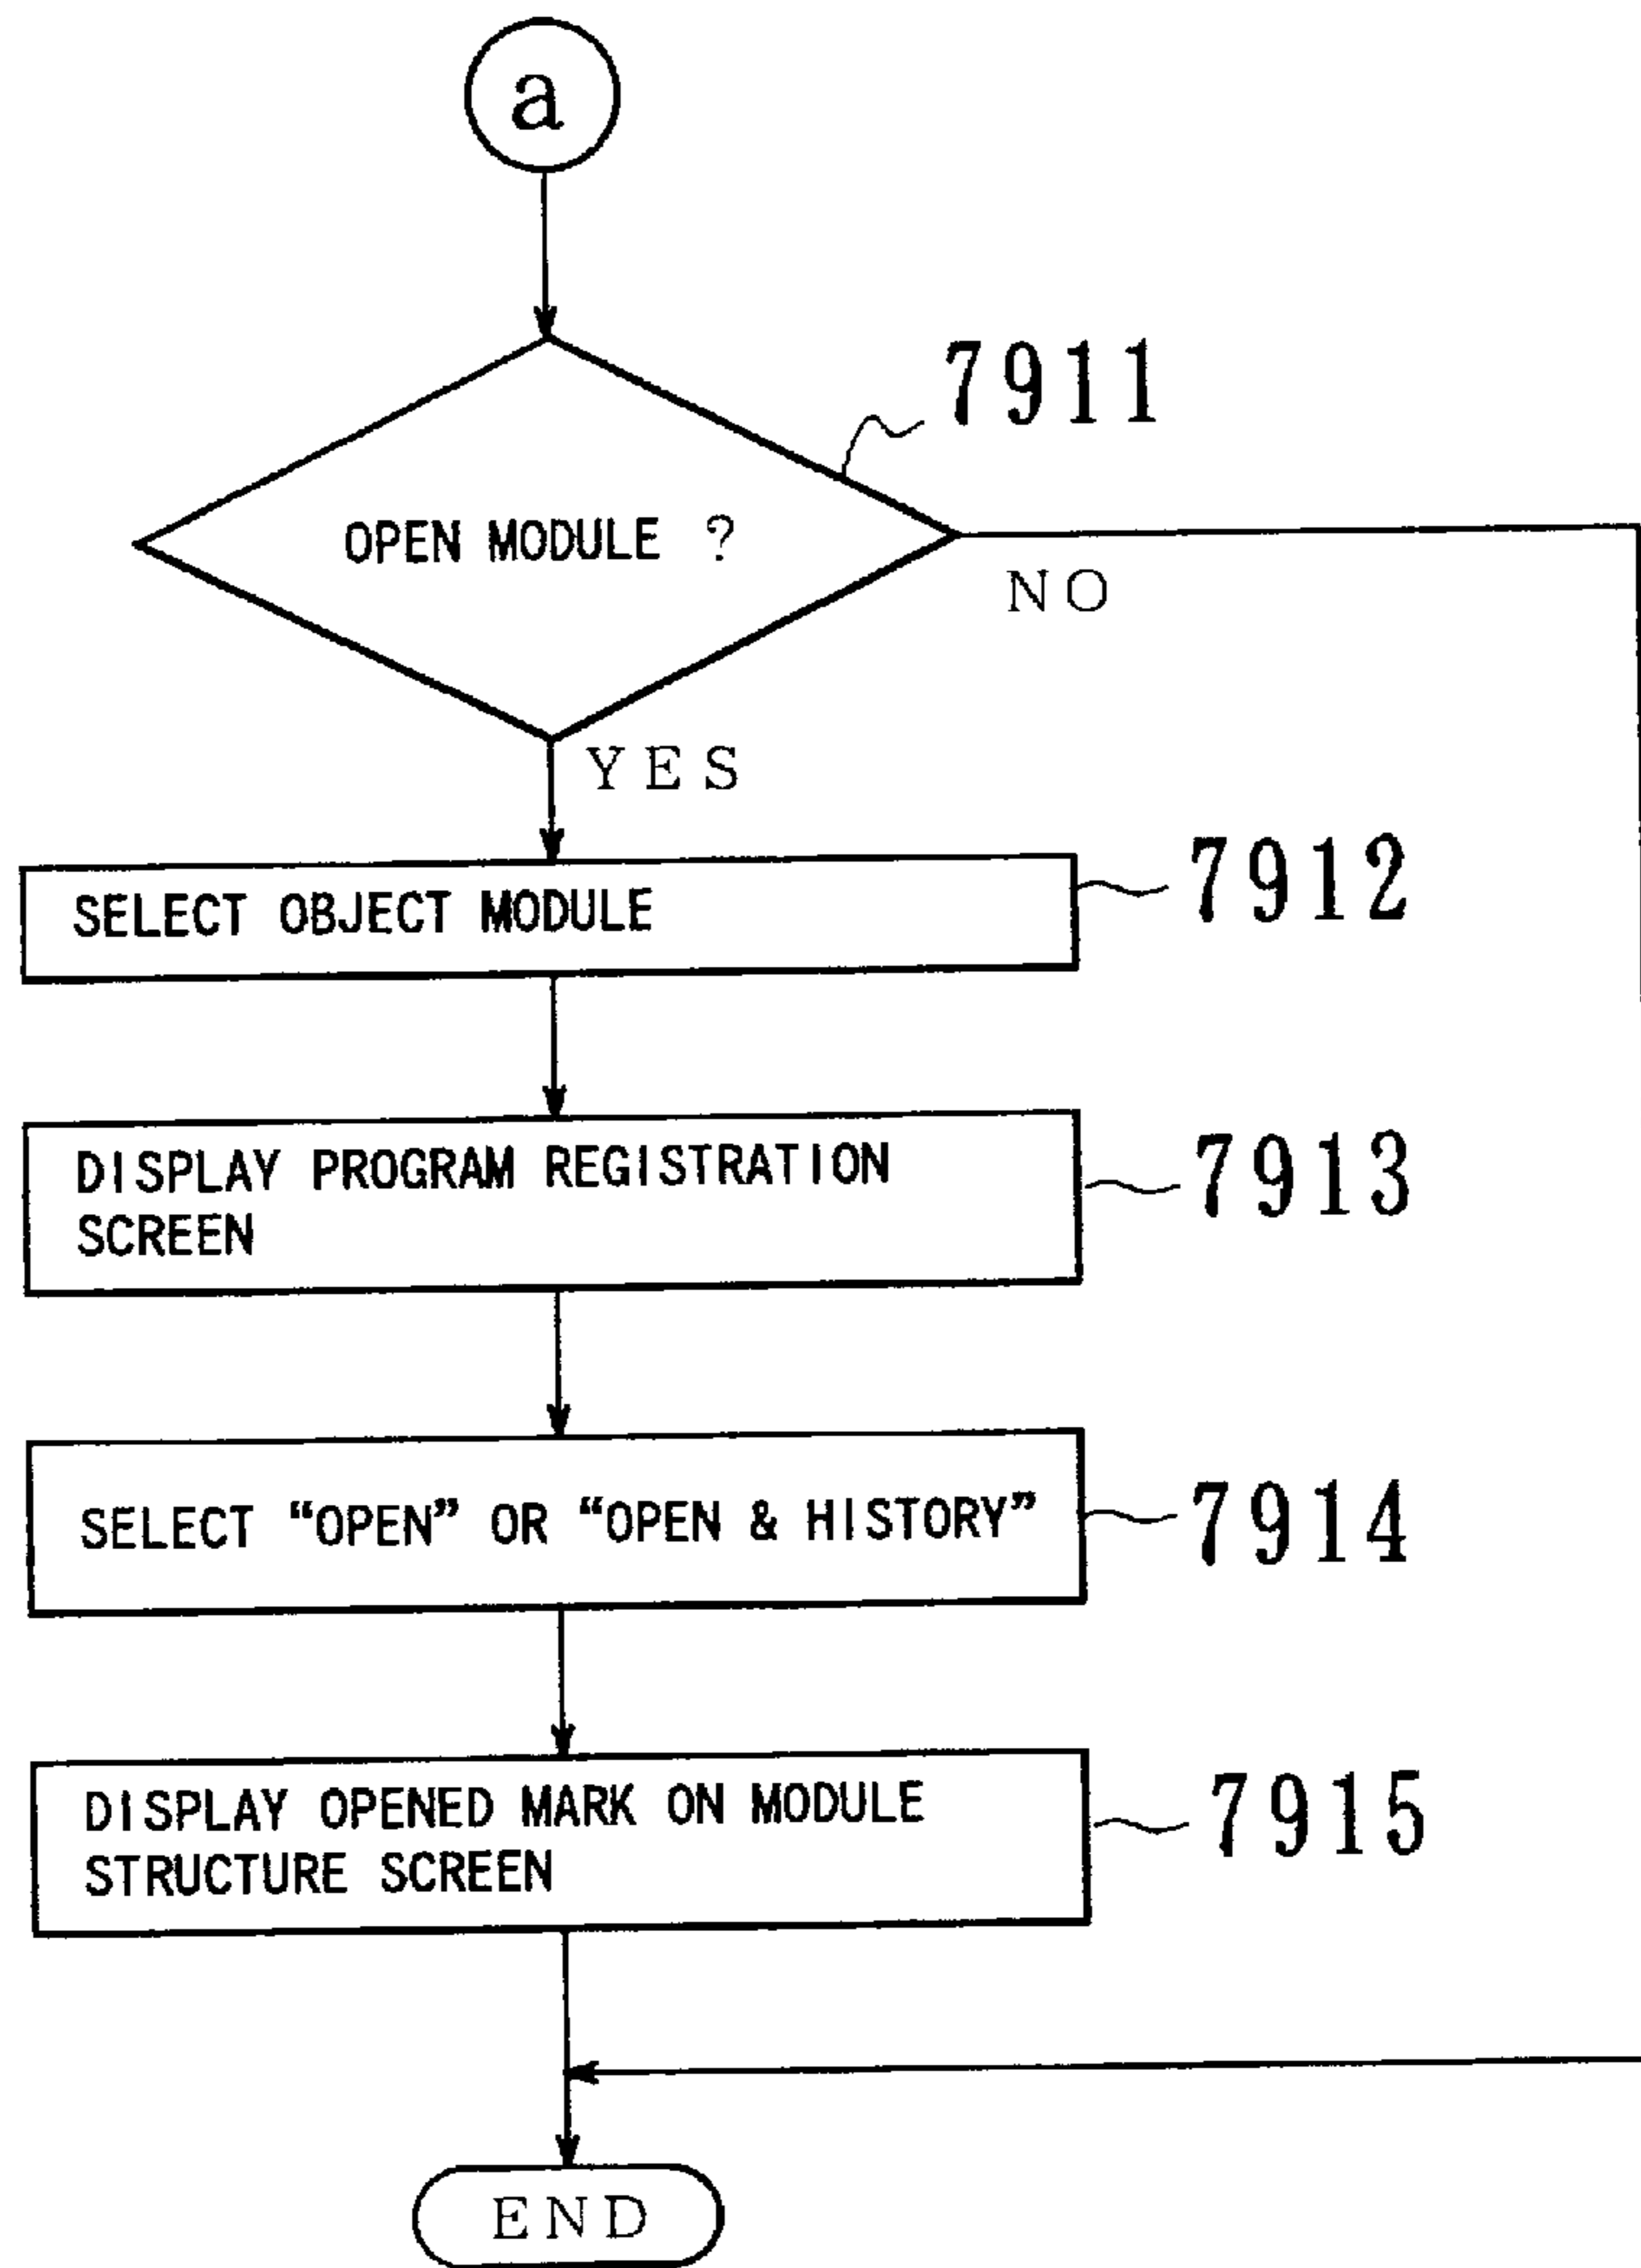 a
7911
OPEN MODULE ?
NO
YES
SELECT OBJECT MODULE
7912
DISPLAY PROGRAM REGISTRATION
SCREEN
7913
SELECT “OPEN” OR “OPEN & HISTORY”
7914
DISPLAY OPENED MARK ON MODULE
STRUCTURE SCREEN
7915
END